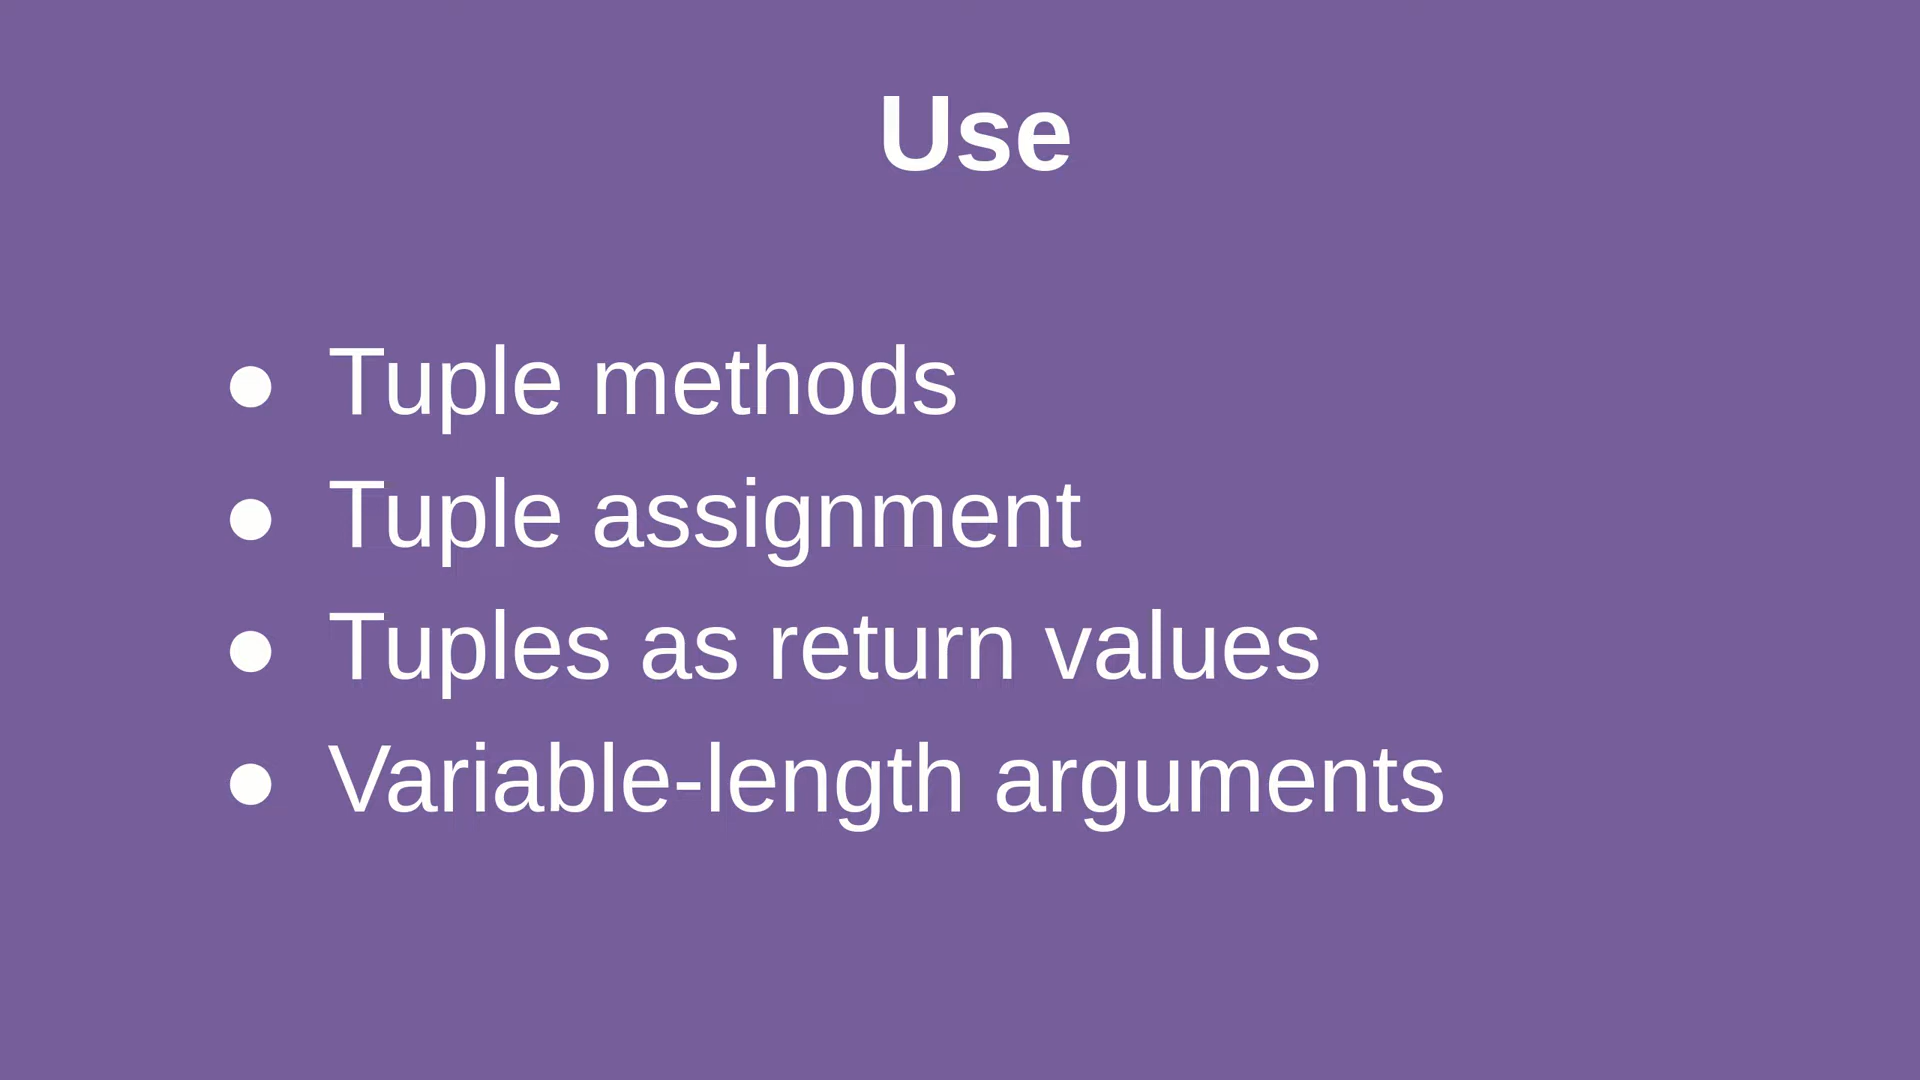 Use
● Tuple methods
● Tuple assignment
● Tuples as return values
● Variable-length arguments